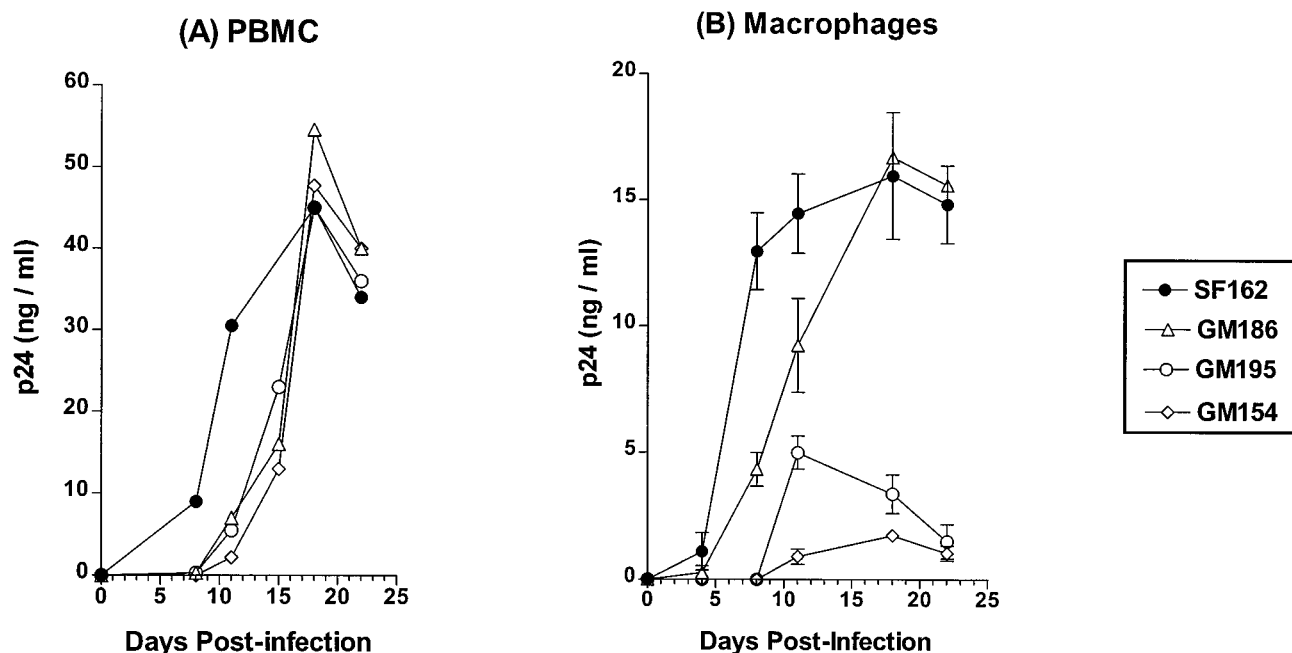 (A) PBMC
60
50
40
30
20
10
0
p24 (ng / ml)
0 5 10 15 20 25
Days Post-infection
(B) Macrophages
20
15
10
5
0
p24 (ng / ml)
0 5 10 15 20 25
Days Post-Infection
SF162
GM186
GM195
GM154